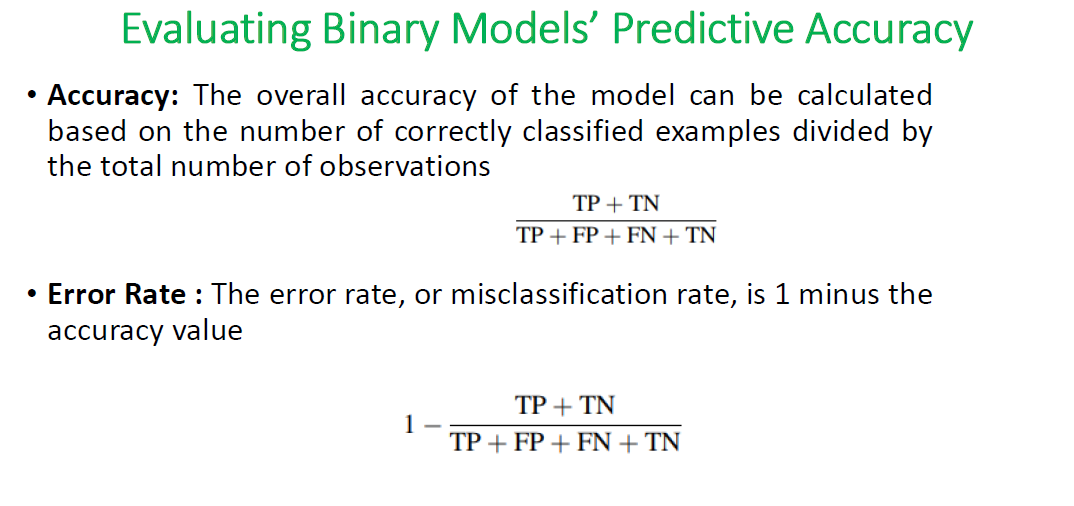 Evaluating Binary Models’ Predictive Accuracy
• Accuracy: The overall accuracy of the model can be calculated
based on the number of correctly classified examples divided by
the total number of observations
TP + TN
TP + FP + FN + TN
• Error Rate : The error rate, or misclassification rate, is 1 minus the
accuracy value
TP + TN
1 −
TP + FP + FN + TN